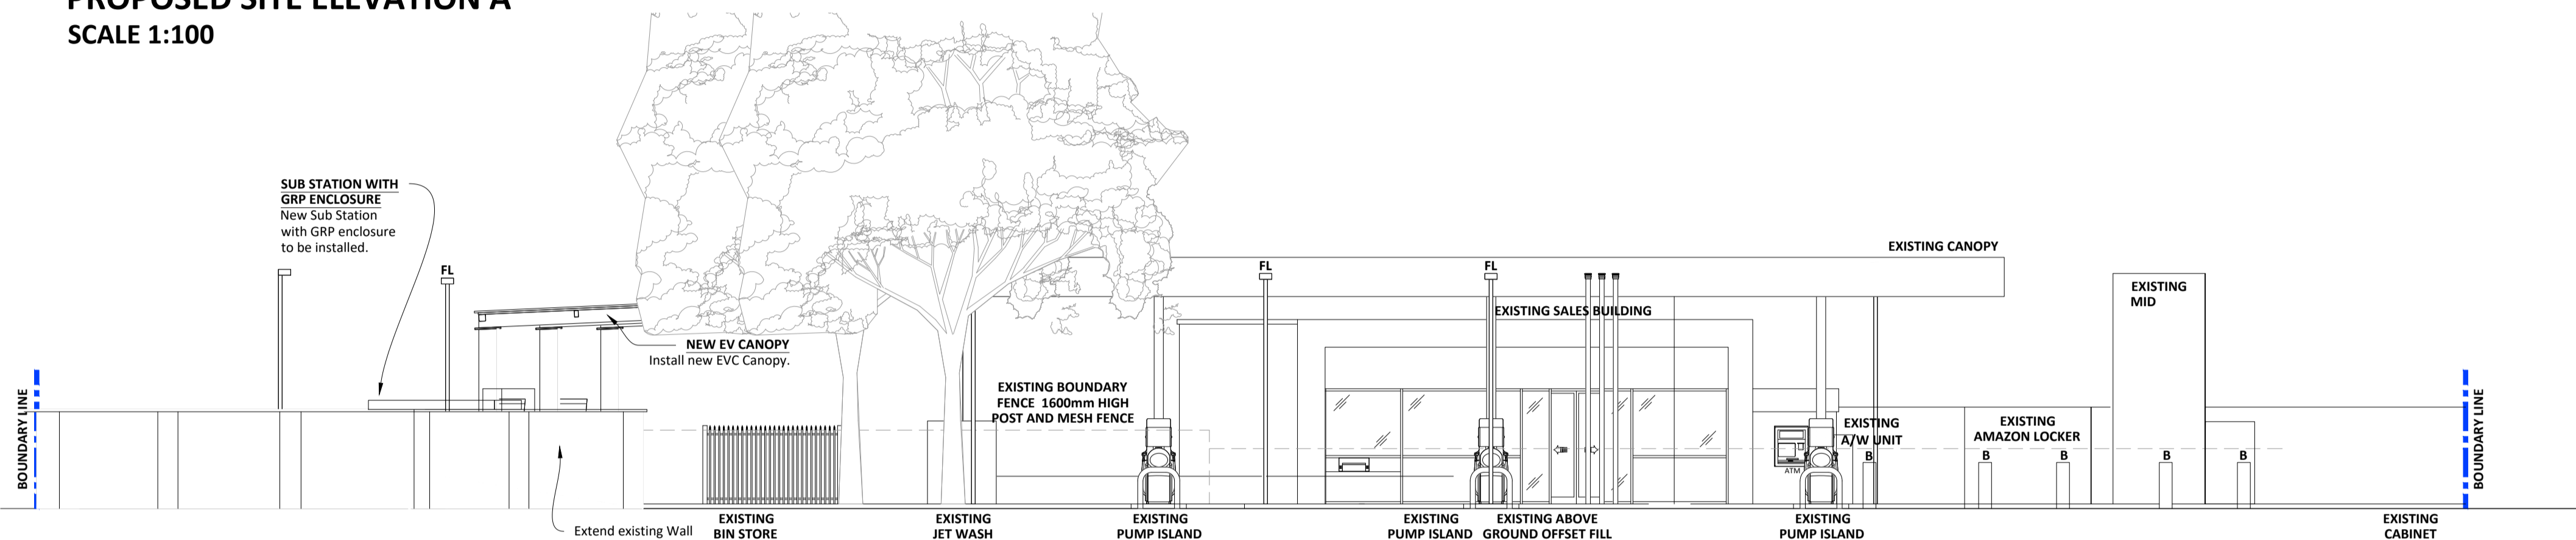 PROPOSED SITE ELEVATION A
SCALE 1:100
SUB STATION WITH
GRP ENCLOSURE
New Sub Station
with GRP enclosure
to be installed.
FL
NEW EV CANOPY
Install new EVC Canopy.
BOUNDARY LINE
Extend existing Wall
EXISTING
BIN STORE
EXISTING
JET WASH
EXISTING BOUNDARY
FENCE 1600mm HIGH
POST AND MESH FENCE
EXISTING
PUMP ISLAND
FL
FL
EXISTING SALES BUILDING
EXISTING CANOPY
EXISTING
PUMP ISLAND
EXISTING ABOVE
GROUND OFFSET FILL
ATM
EXISTING
A/W UNIT
B
EXISTING
PUMP ISLAND
EXISTING
AMAZON LOCKER
B
B
EXISTING
MID
B
B
EXISTING
CABINET
BOUNDARY LINE